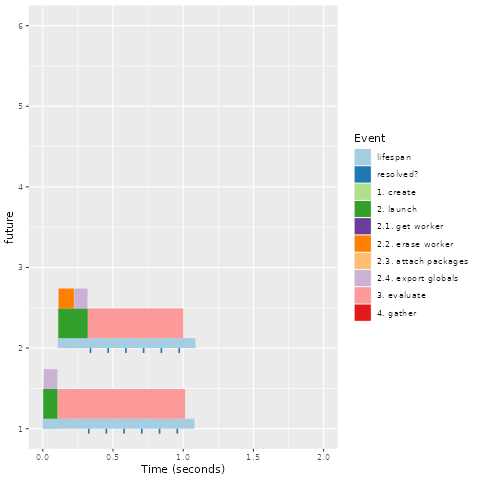 6
5
4
3
2
1
future
0.0 0.5 1.0 1.5 2.0
Time (seconds)
Event
lifespan
resolved?
1. create
2. launch
2.1. get worker
2.2. erase worker
2.3. attach packages
2.4. export globals
3. evaluate
4. gather